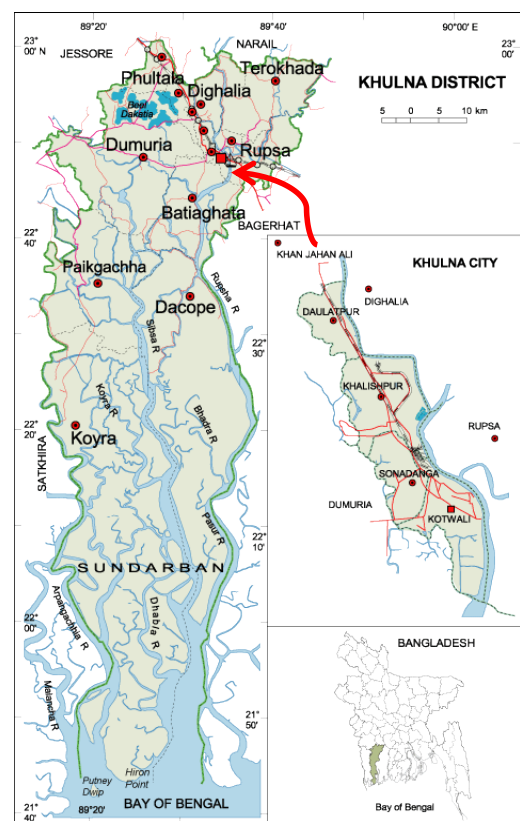 89°20'
89°40'
90°00' E
23°
00' N
23°
00'
JESSORE
NARAIL
Phultala
Terokhada
Dighalia
KHULNA DISTRICT
Beel
Dakatia
5 0 5 10 km
Dumuria
Rupsa
Batiaghata
BAGERHAT
22°
40'
KHAN JAHAN ALI
KHULNA CITY
Paikgachha
Rupsha R
DIGHALIA
Dacope
DAULATPUR
Sibsa R
22°
30'
KHALISHPUR
Koyra R
Bhadra R
22°
20'
Koyra
RUPSA
SATKHIRA
SONADANGA
DUMURIA
KOTWALI
Pasur R
22°
10'
SUNDARBAN
Arpangachhia R
Dhabla R
22°
00'
BANGLADESH
Malancha R
21°
50'
Putney
Dwip
Hiron
Point
Bay of Bengal
21°
40'
89°20'
BAY OF BENGAL